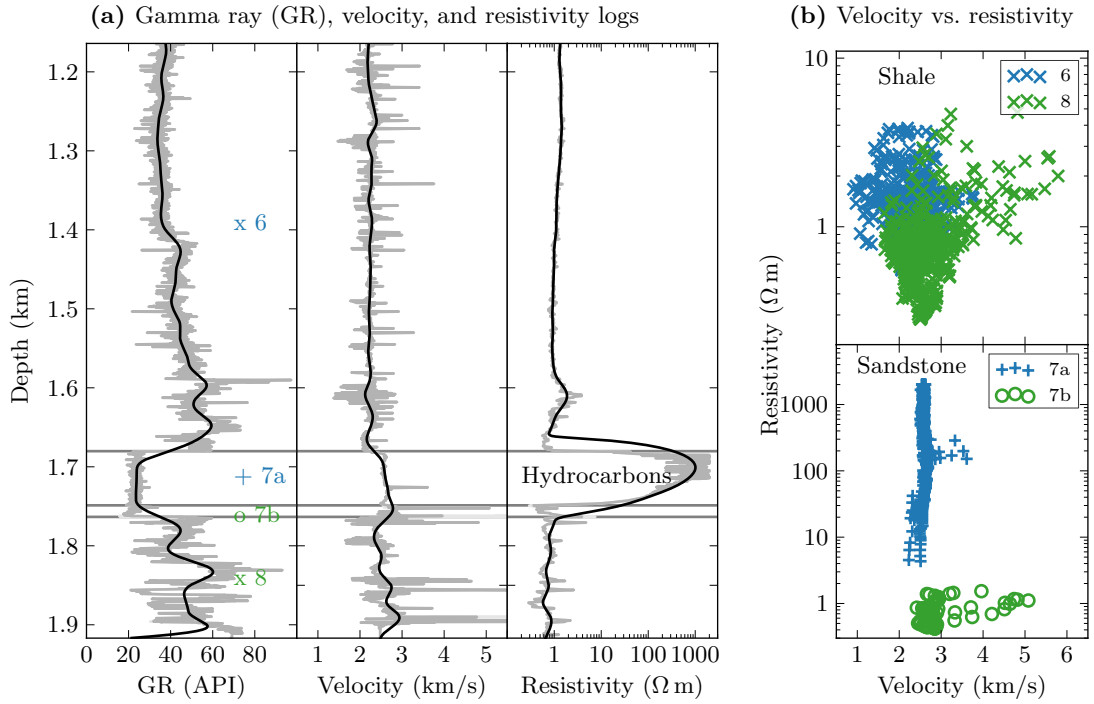 (a) Gamma ray (GR), velocity, and resistivity logs
(b) Velocity vs. resistivity
Depth (km)
1.2
1.3
1.4
1.5
1.6
1.7
1.8
1.9
x 6
+ 7a
o 7b
x 8
Hydrocarbons
0 20 40 60 80
GR (API)
1 2 3 4 5
Velocity (km/s)
1 10 100 1000
Resistivity (Ω m)
Resistivity (Ω m)
10
1
Shale
6
8
1000
100
10
1
Sandstone
7a
7b
1 2 3 4 5 6
Velocity (km/s)